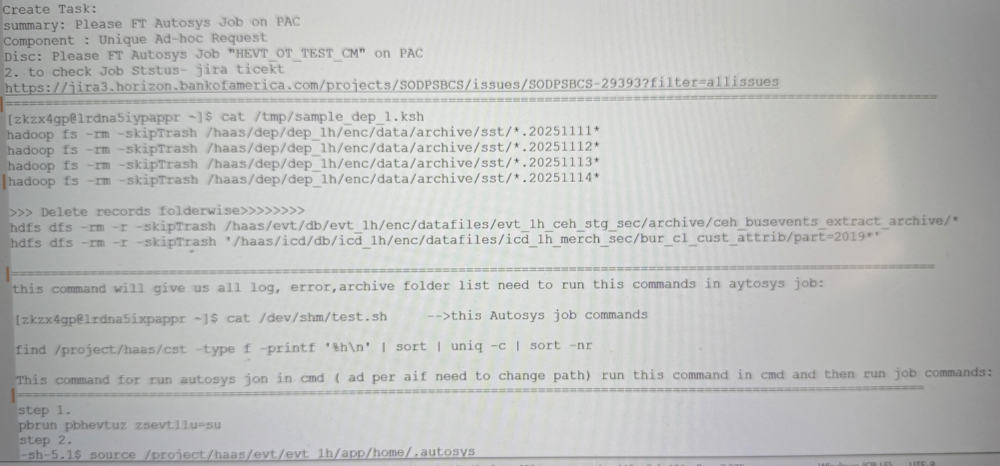 Create Task:
summary: Please FT Autosys Job on PAC
Component : Unique Ad-hoc Request
Disc: Please FT Autosys Job "HEVT_OT_TEST_CM" on PAC
2. to check Job Ststus- jira ticekt
https://jira3.horizon.bankofamerica.com/projects/SODPSBCS/issues/SODPSBCS-29393?filter=allissues
[zkzx4gp@lrdna5iypappr ~]$ cat /tmp/sample_dep_1.ksh
hadoop fs -rm -skipTrash /haas/dep/dep_1h/enc/data/archive/sst/*.20251111*
hadoop fs -rm -skipTrash /haas/dep/dep_1h/enc/data/archive/sst/*.20251112*
hadoop fs -rm -skipTrash /haas/dep/dep_1h/enc/data/archive/sst/*.20251113*
hadoop fs -rm -skipTrash /haas/dep/dep_1h/enc/data/archive/sst/*.20251114*
>>> Delete records folderwise>>>>>>>>
hdfs dfs -rm -r -skipTrash /haas/evt/db/evt_1h/enc/datafiles/evt_1h_ceh_stg_sec/archive/ceh_busevents_extract_archive/*
hdfs dfs -rm -r -skipTrash '/haas/icd/db/icd_1h/enc/datafiles/icd_1h_merch_sec/bur_cl_cust_attrib/part=2019*'
this command will give us all log, error,archive folder list need to run this commands in aytosys job:
[zkzx4gp@lrdna5ixpappr ~]$ cat /dev/shm/test.sh -->this Autosys job commands
find /project/haas/cst -type f -printf '%h\n' | sort | uniq -c | sort -nr
This command for run autosys jon in cmd ( ad per aif need to change path) run this command in cmd and then run job commands:
step 1.
pbrun pbhevtuz zsevtl1u=su
step 2.
-sh-5.1$ source /project/haas/evt/evt_1h/app/home/.autosys